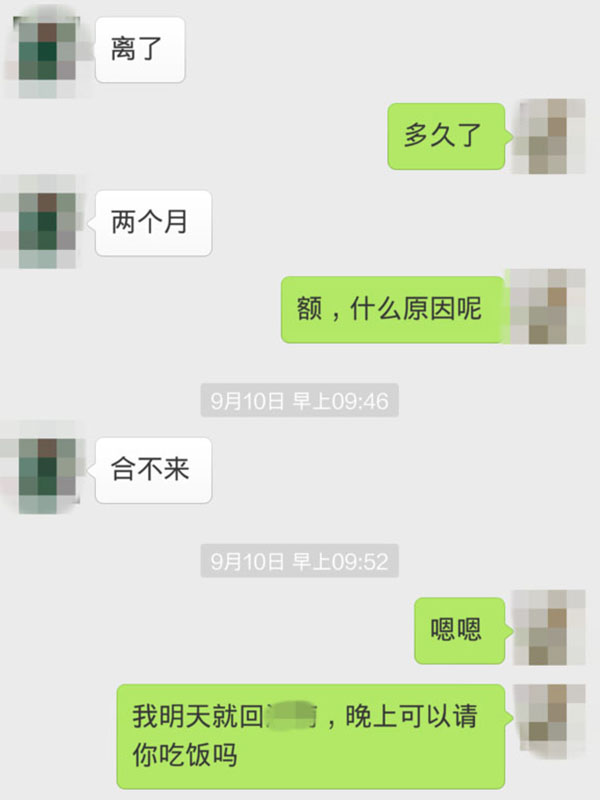 离了
多久了
两个月
额，什么原因呢
9月10日 早上09:46
合不来
9月10日 早上09:52
嗯嗯
我明天就回，晚上可以请
你吃饭吗